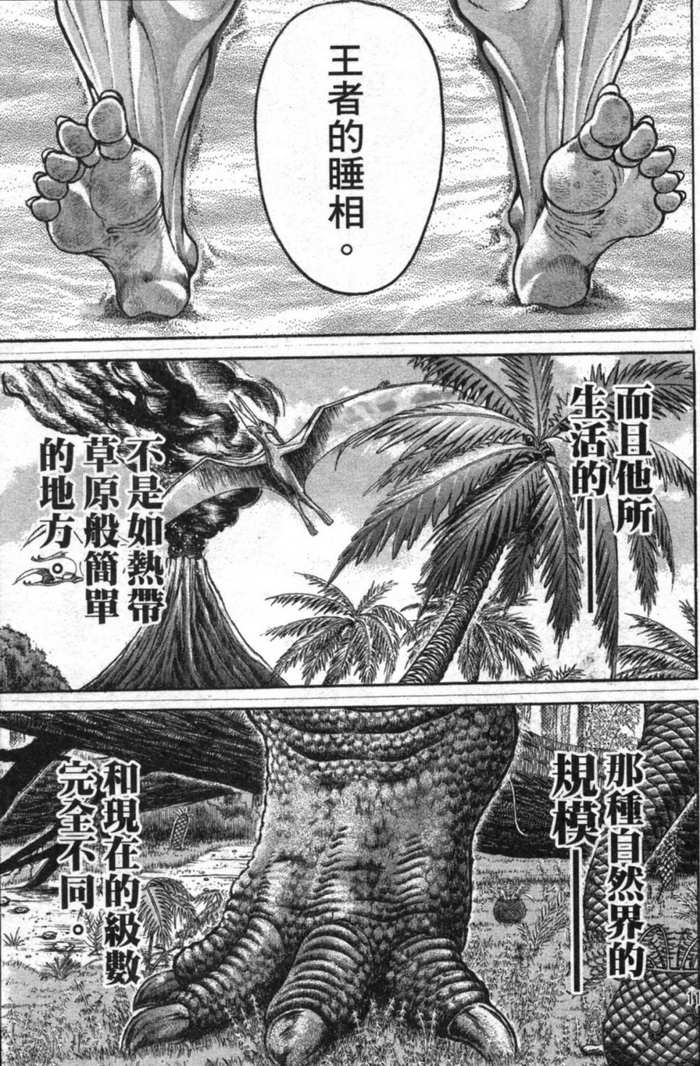 王者的睡相。
而且他所
生活的——
不是如熱帶
草原般簡單
的地方。
那種自然界的
規模——
和現在的級數
完全不同。